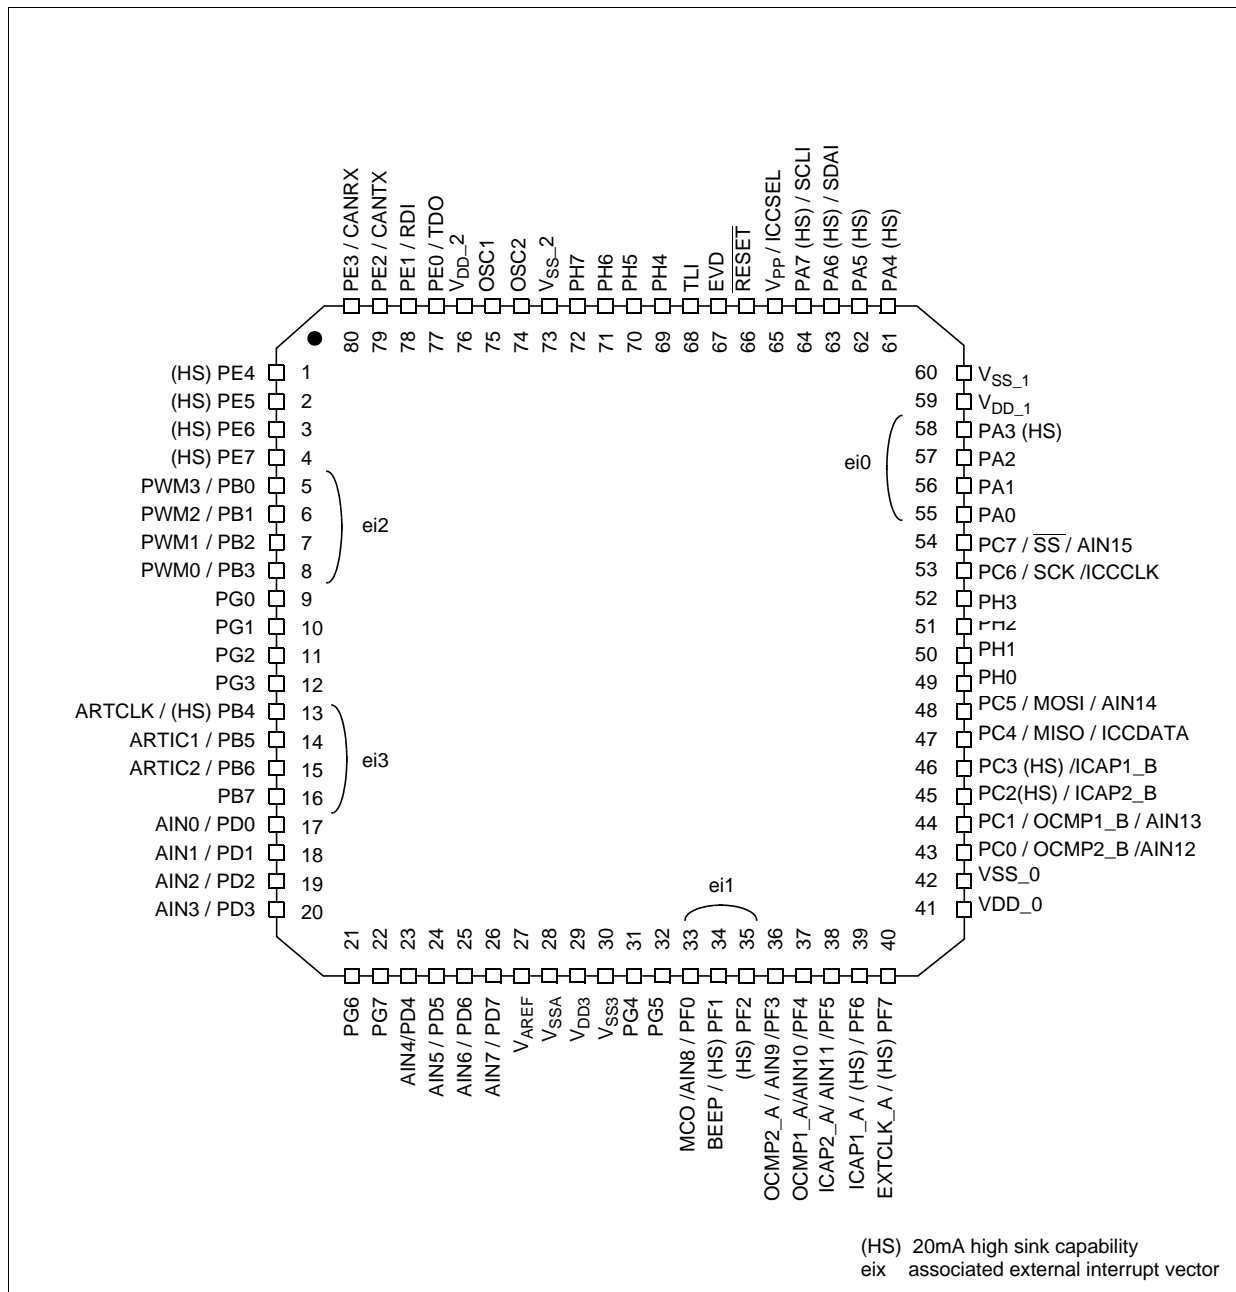 PE3 / CANRX
PE2 / CANTX
PE1 / RDI
PE0 / TDO
VDD_2
OSC1
OSC2
VSS_2
PH7
PH6
PH5
PH4
TLI
EVD
RESET
VPP / ICCSEL
PA7 (HS) / SCLI
PA6 (HS) / SDAI
PA5 (HS)
PA4 (HS)
80 79 78 77 76 75 74 73 72 71 70 69 68 67 66 65 64 63 62 61
(HS) PE4 1
(HS) PE5 2
(HS) PE6 3
(HS) PE7 4
PWM3 / PB0 5
PWM2 / PB1 6
ei2
PWM1 / PB2 7
PWM0 / PB3 8
PG0 9
PG1 10
PG2 11
PG3 12
ARTCLK / (HS) PB4 13
ARTIC1 / PB5 14
ei3
ARTIC2 / PB6 15
PB7 16
AIN0 / PD0 17
AIN1 / PD1 18
AIN2 / PD2 19
AIN3 / PD3 20
60 VSS_1
59 VDD_1
58 PA3 (HS)
ei0
57 PA2
56 PA1
55 PA0
54 PC7 / SS / AIN15
53 PC6 / SCK /ICCCLK
52 PH3
51 PH2
50 PH1
49 PH0
48 PC5 / MOSI / AIN14
47 PC4 / MISO / ICCDATA
46 PC3 (HS) /ICAP1_B
45 PC2(HS) / ICAP2_B
44 PC1 / OCMP1_B / AIN13
43 PC0 / OCMP2_B /AIN12
42 VSS_0
41 VDD_0
ei1
21 22 23 24 25 26 27 28 29 30 31 32 33 34 35 36 37 38 39 40
PG6
PG7
AIN4/PD4
AIN5 / PD5
AIN6 / PD6
AIN7 / PD7
VAREF
VSSA
VDD3
VSS3
PG4
PG5
MCO /AIN8 / PF0
BEEP / (HS) PF1
(HS) PF2
OCMP2_A / AIN9 /PF3
OCMP1_A/AIN10 /PF4
ICAP2_A/ AIN11 /PF5
ICAP1_A / (HS) / PF6
EXTCLK_A / (HS) PF7
(HS) 20mA high sink capability
eix associated external interrupt vector